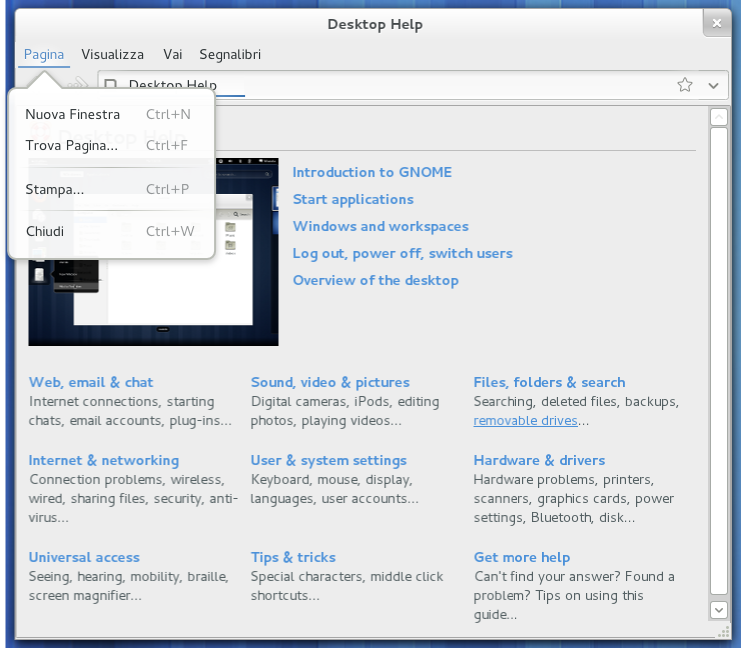 Desktop Help
Pagina Visualizza Vai Segnalibri
Desktop Help
Nuova Finestra Ctrl+N
Trova Pagina... Ctrl+F
Stampa... Ctrl+P
Chiudi Ctrl+W
Desktop Help
Introduction to GNOME
Start applications
Windows and workspaces
Log out, power off, switch users
Overview of the desktop
Web, email & chat
Internet connections, starting
chats, email accounts, plug-ins...
Sound, video & pictures
Digital cameras, iPods, editing
photos, playing videos...
Files, folders & search
Searching, deleted files, backups,
removable drives...
Internet & networking
Connection problems, wireless,
wired, sharing files, security, anti-
virus...
User & system settings
Keyboard, mouse, display,
languages, user accounts...
Hardware & drivers
Hardware problems, printers,
scanners, graphics cards, power
settings, Bluetooth, disk...
Universal access
Seeing, hearing, mobility, braille,
screen magnifier...
Tips & tricks
Special characters, middle click
shortcuts...
Get more help
Can't find your answer? Found a
problem? Tips on using this
guide...